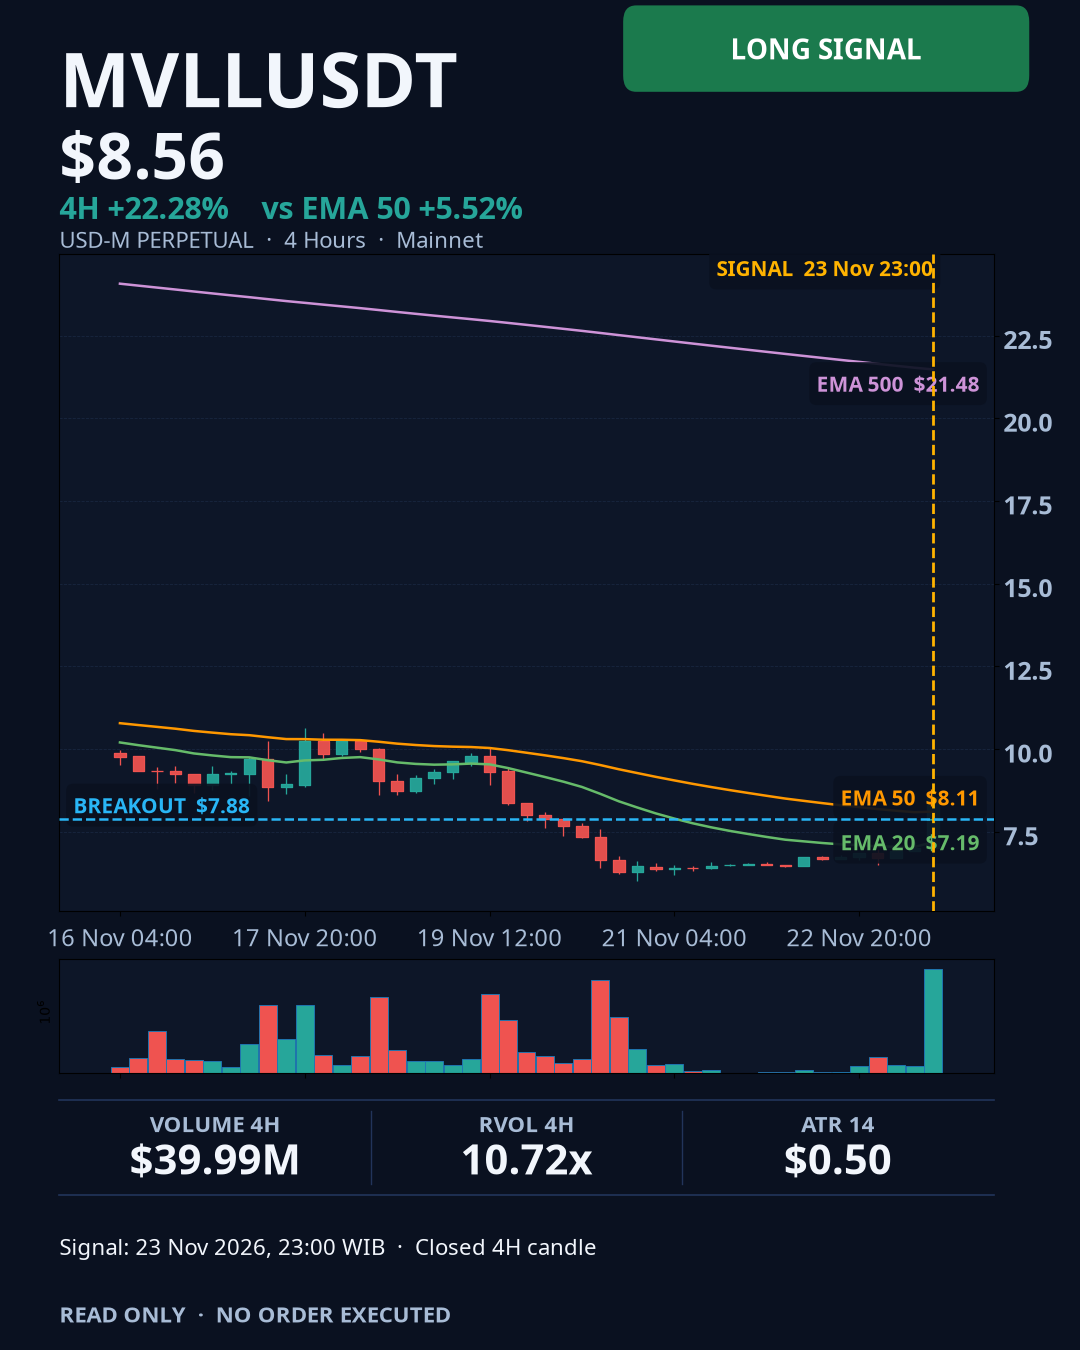 LONG SIGNAL
MVLLUSDT
$8.56
4H +22.28% vs EMA 50 +5.52%
USD-M PERPETUAL · 4 Hours · Mainnet
SIGNAL 23 Nov 23:00
22.5
EMA 500 $21.48
20.0
17.5
15.0
12.5
10.0
EMA 50 $8.11
BREAKOUT $7.88
7.5
EMA 20 $7.19
16 Nov 04:00
17 Nov 20:00
19 Nov 12:00
21 Nov 04:00
22 Nov 20:00
10⁶
VOLUME 4H
$39.99M
RVOL 4H
10.72x
ATR 14
$0.50
Signal: 23 Nov 2026, 23:00 WIB · Closed 4H candle
READ ONLY · NO ORDER EXECUTED